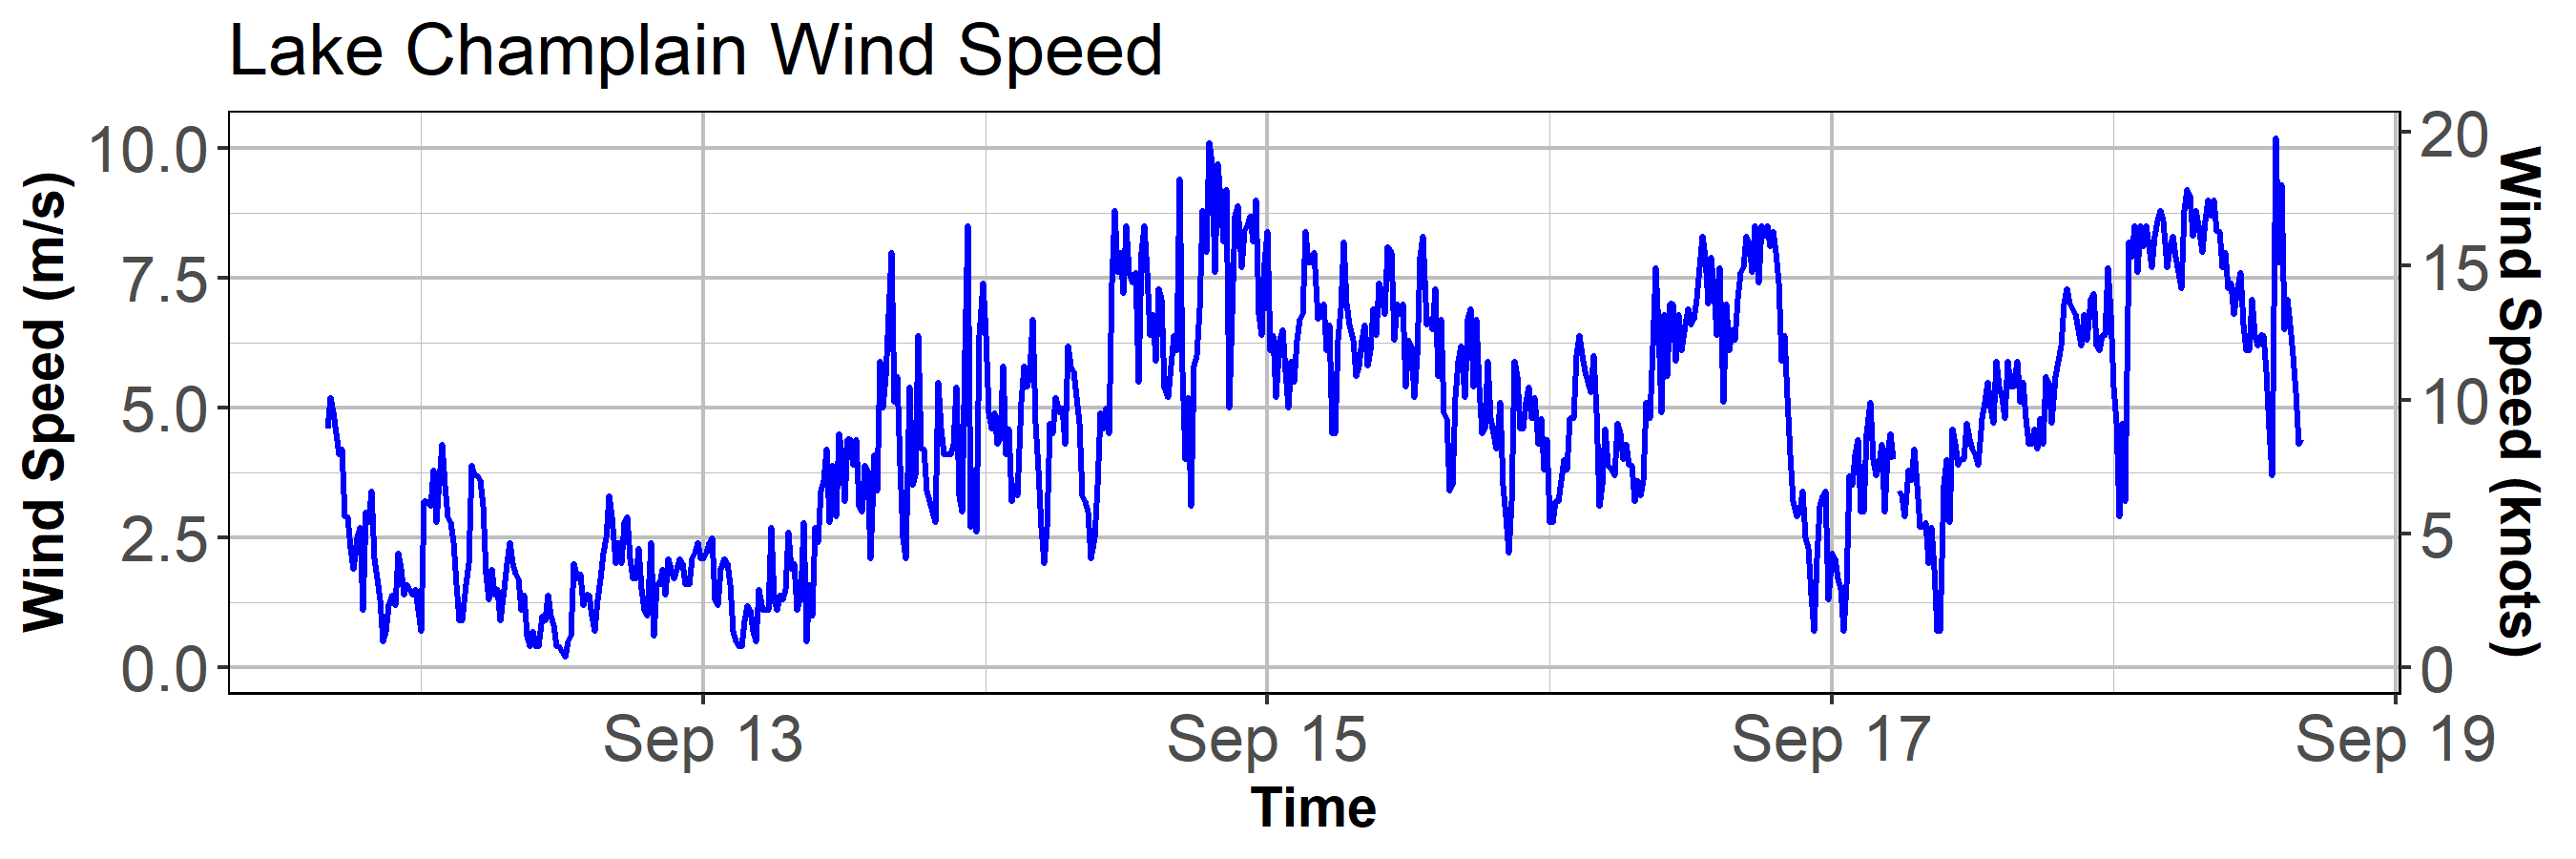 Lake Champlain Wind Speed
10.0
7.5
5.0
2.5
0.0
Wind Speed (m/s)
20
15
10
5
0
Wind Speed (knots)
Sep 13
Sep 15
Sep 17
Sep 19
Time